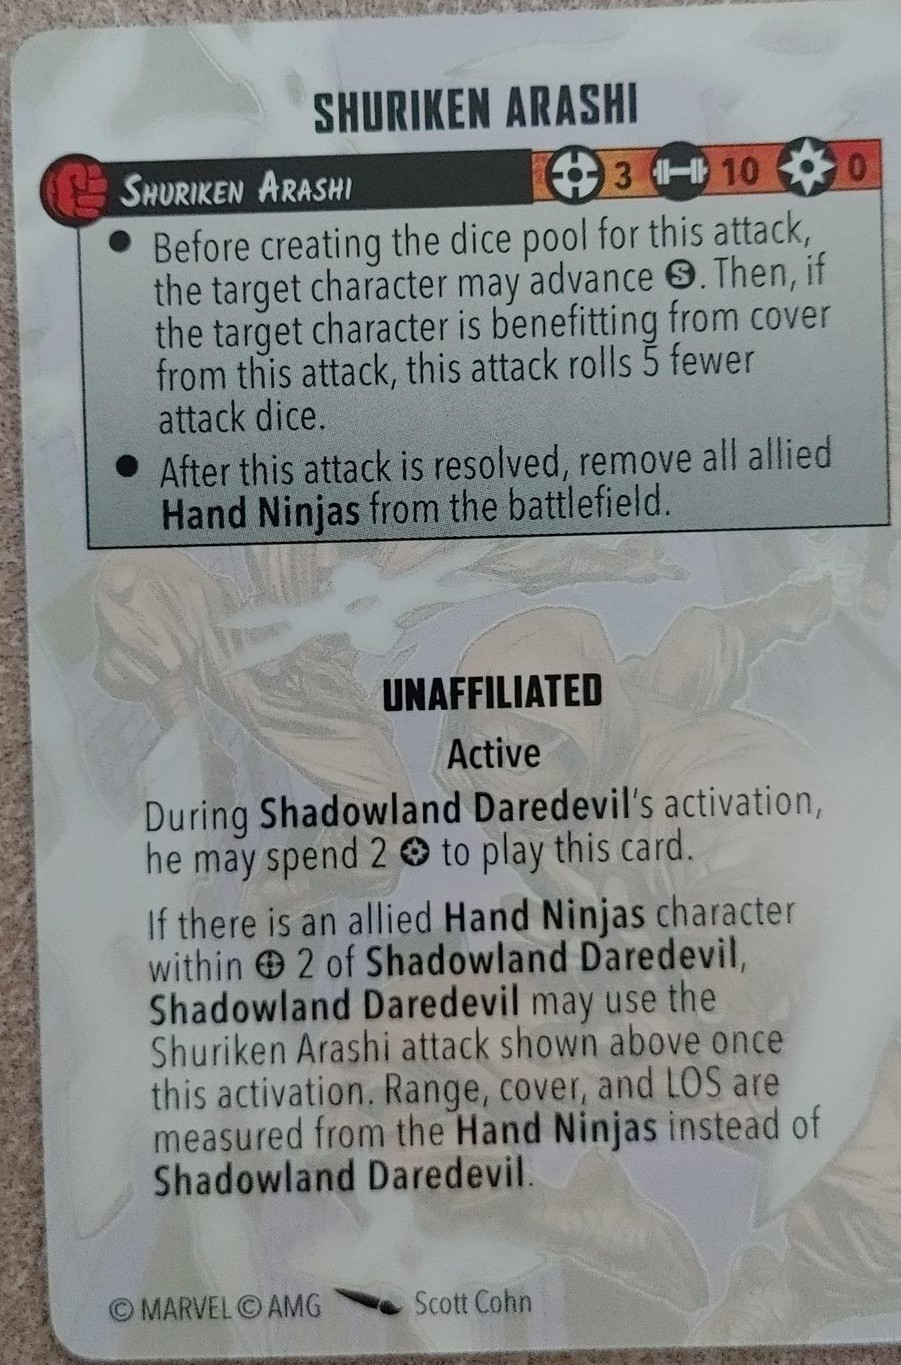 SHURIKEN ARASHI
SHURIKEN ARASHI 3 10 0
• Before creating the dice pool for this attack,
the target character may advance S. Then, if
the target character is benefitting from cover
from this attack, this attack rolls 5 fewer
attack dice.
• After this attack is resolved, remove all allied
Hand Ninjas from the battlefield.
UNAFFILIATED
Active
During Shadowland Daredevil's activation,
he may spend 2 to play this card.
If there is an allied Hand Ninjas character
within 2 of Shadowland Daredevil,
Shadowland Daredevil may use the
Shuriken Arashi attack shown above once
this activation. Range, cover, and LOS are
measured from the Hand Ninjas instead of
Shadowland Daredevil.
© MARVEL © AMG Scott Cohn